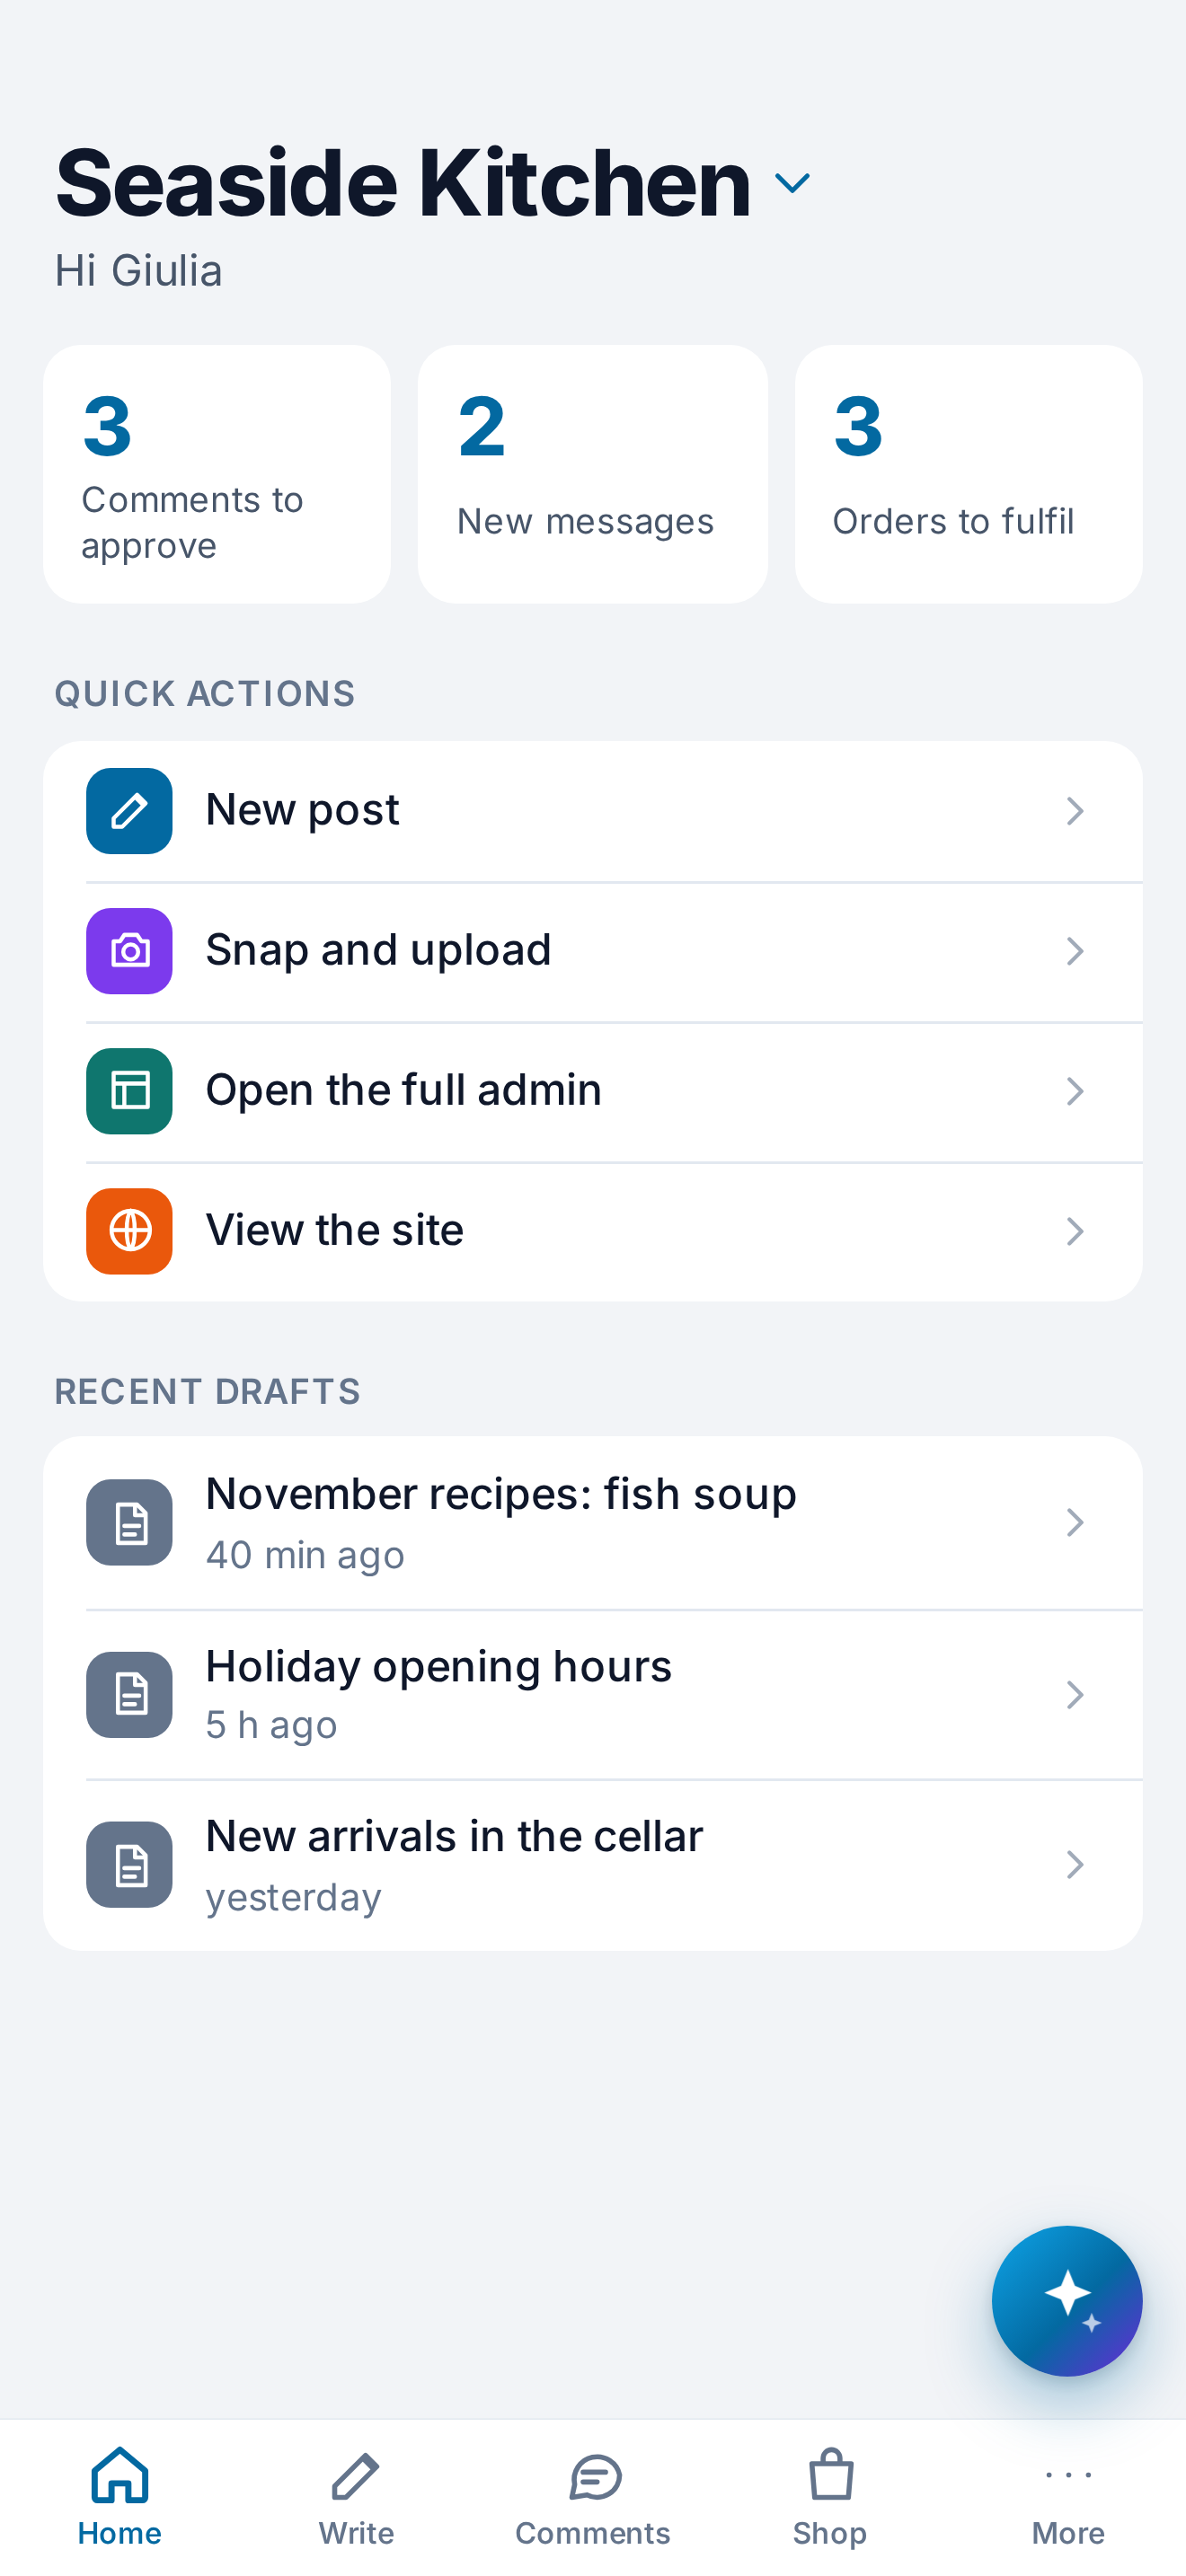 Seaside Kitchen
Hi Giulia
3
Comments to
approve
2
New messages
3
Orders to fulfil
QUICK ACTIONS
New post
Snap and upload
Open the full admin
View the site
RECENT DRAFTS
November recipes: fish soup
40 min ago
Holiday opening hours
5 h ago
New arrivals in the cellar
yesterday
Home
Write
Comments
Shop
More